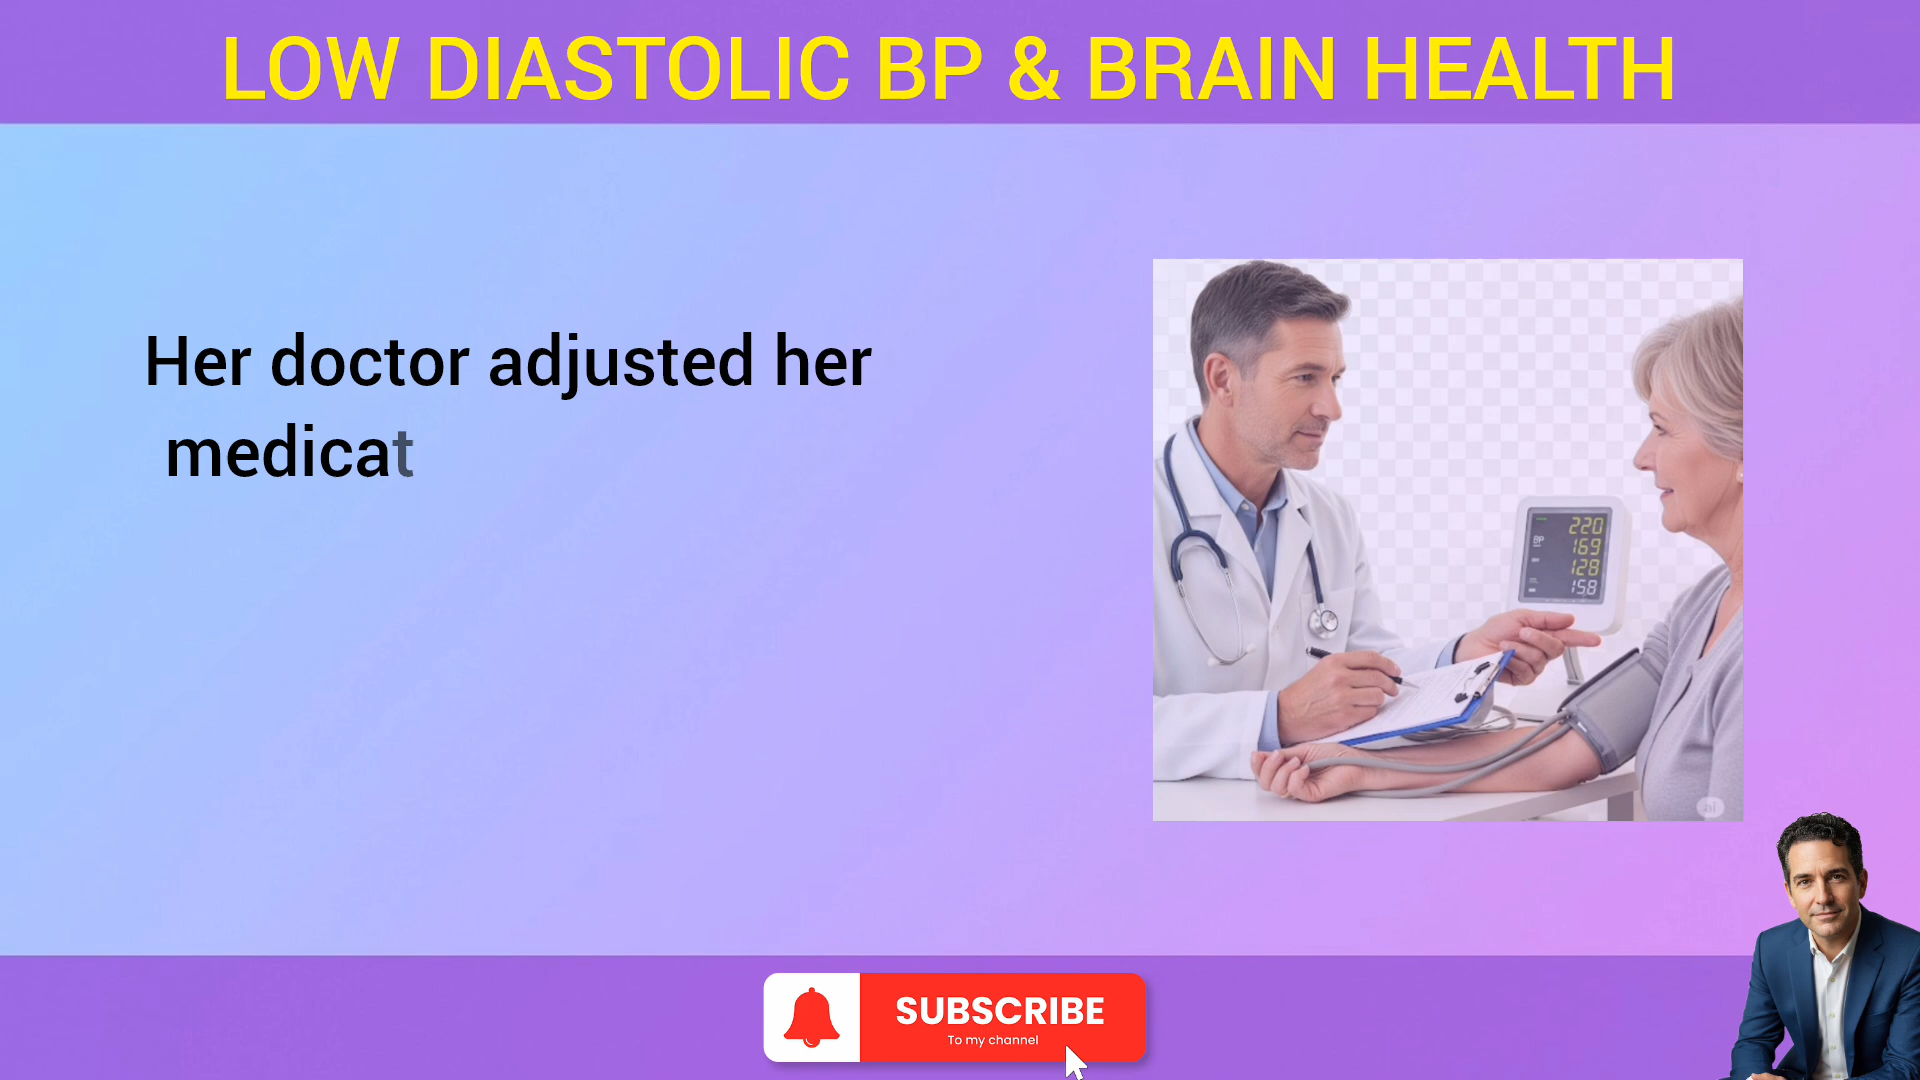 LOW DIASTOLIC BP & BRAIN HEALTH
Her doctor adjusted her
medicat
220
BP
169
128
158
SUBSCRIBE
To my channel
ai